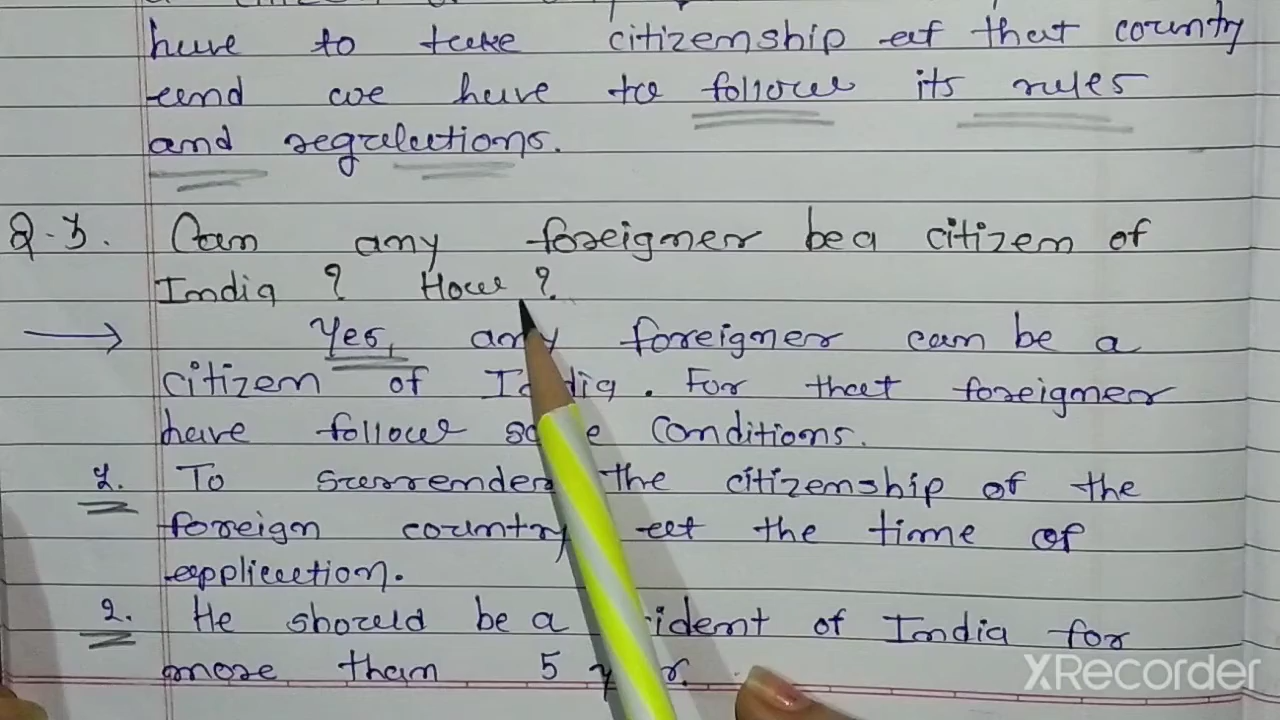 have to take citizenship at that county
and we have to follow its rules
and regulations.
Q-3. Can any foreigner be a citizen of
India ? How ?
→ Yes, any foreigner can be a
citizen of India. For that foreigner
have follow some conditions.
1. To surrender the citizenship of the
foreign country at the time of
application.
2. He should be a resident of India for
more than 5 year.
XRecorder